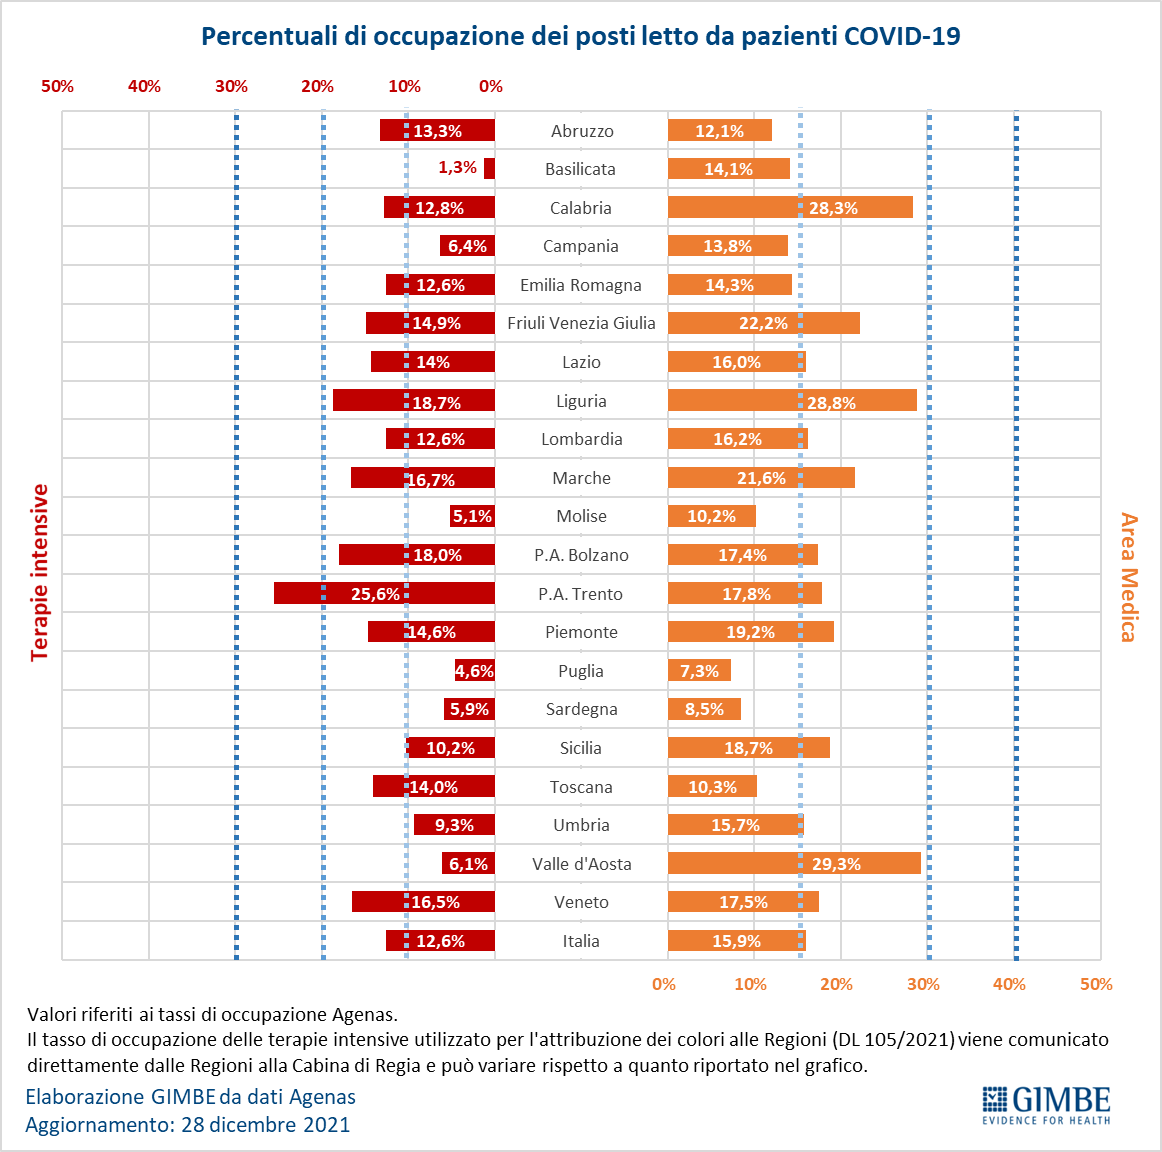 Percentuali di occupazione dei posti letto da pazienti COVID-19
50% 40% 30% 20% 10% 0%
13,3% Abruzzo 12,1%
1,3% Basilicata 14,1%
12,8% Calabria 28,3%
6,4% Campania 13,8%
12,6% Emilia Romagna 14,3%
14,9% Friuli Venezia Giulia 22,2%
14% Lazio 16,0%
18,7% Liguria 28,8%
12,6% Lombardia 16,2%
16,7% Marche 21,6%
5,1% Molise 10,2%
18,0% P.A. Bolzano 17,4%
25,6% P.A. Trento 17,8%
14,6% Piemonte 19,2%
4,6% Puglia 7,3%
5,9% Sardegna 8,5%
10,2% Sicilia 18,7%
14,0% Toscana 10,3%
9,3% Umbria 15,7%
6,1% Valle d'Aosta 29,3%
16,5% Veneto 17,5%
12,6% Italia 15,9%
Terapie intensive
Area Medica
0% 10% 20% 30% 40% 50%
Valori riferiti ai tassi di occupazione Agenas.
Il tasso di occupazione delle terapie intensive utilizzato per l'attribuzione dei colori alle Regioni (DL 105/2021) viene comunicato
direttamente dalle Regioni alla Cabina di Regia e può variare rispetto a quanto riportato nel grafico.
Elaborazione GIMBE da dati Agenas
Aggiornamento: 28 dicembre 2021
GIMBE
EVIDENCE FOR HEALTH